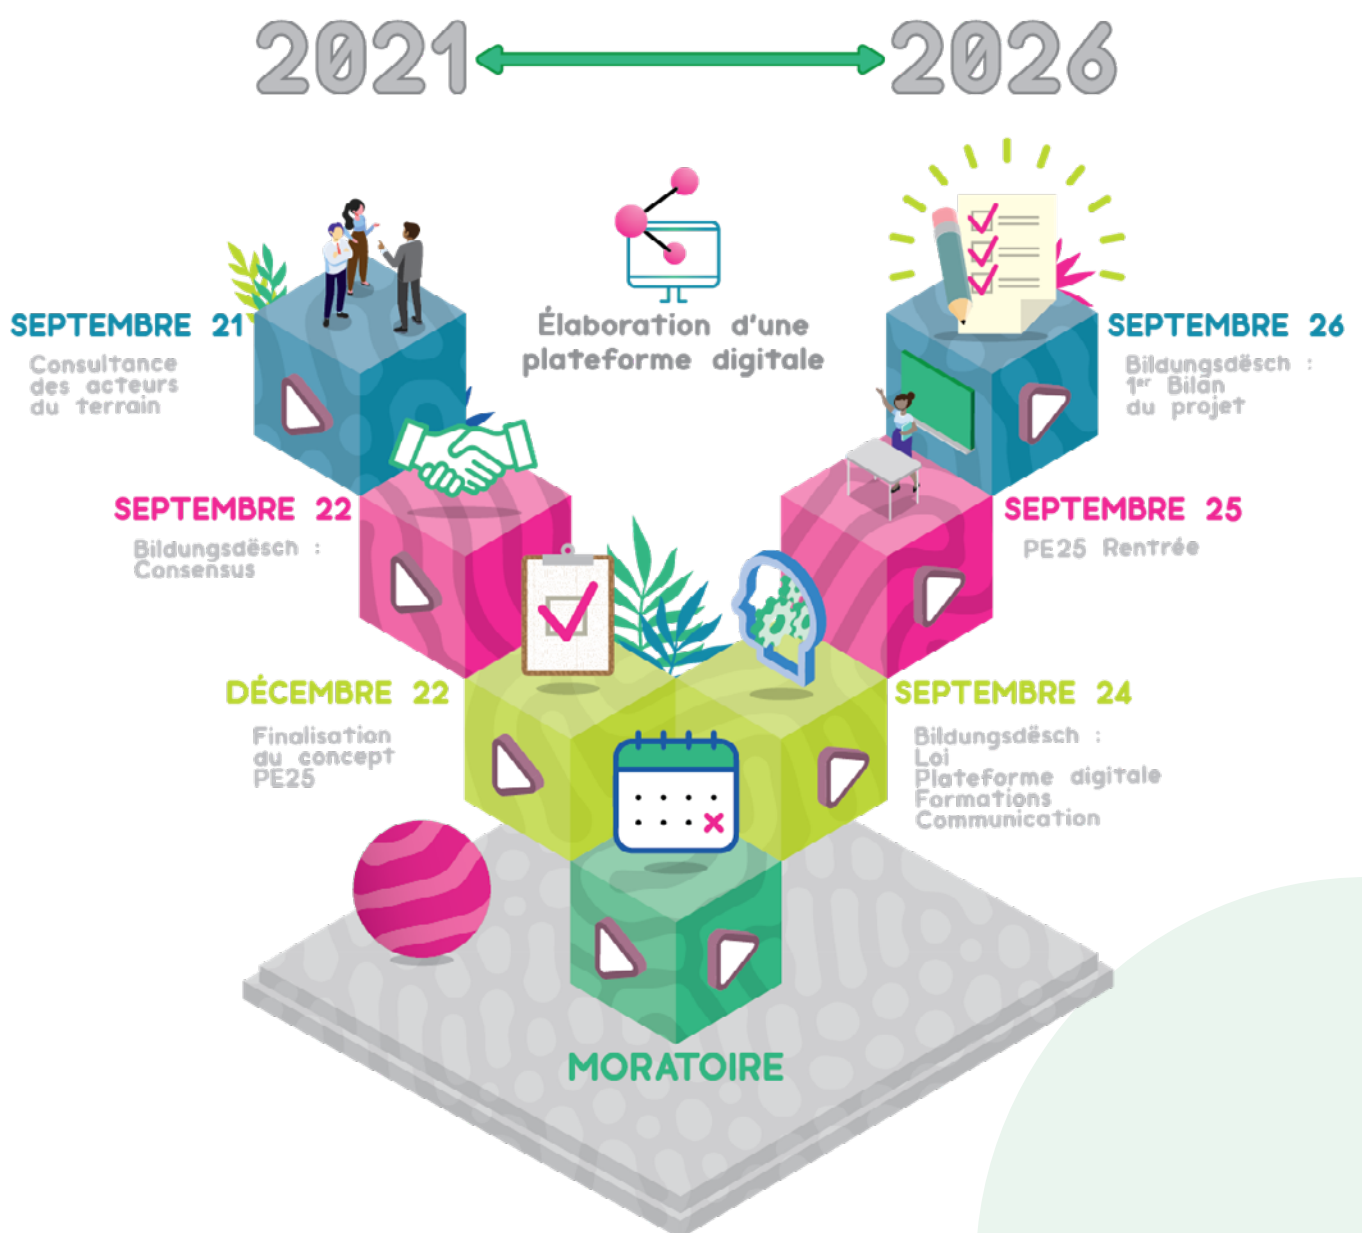 2021
2026
Élaboration d'une
plateforme digitale
SEPTEMBRE 21
Consultance
des acteurs
du terrain
SEPTEMBRE 22
Bildungsdësch :
Consensus
DÉCEMBRE 22
Finalisation
du concept
PE25
MORATOIRE
SEPTEMBRE 24
Bildungsdësch :
Loi
Plateforme digitale
Formations
Communication
SEPTEMBRE 25
PE25 Rentrée
SEPTEMBRE 26
Bildungsdësch :
1er Bilan
du projet